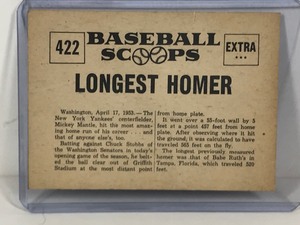 422
BASEBALL
SCOOPS
EXTRA
LONGEST HOMER
Washington, April 17, 1953.—The
New York Yankees' centerfielder,
Mickey Mantle, hit the most amaz-
ing home run of his career . . . and
that of anyone else's, too.
Batting against Chuck Stobbs of
the Washington Senators in today's
opening game of the season, he belt-
ed the ball clear out of Griffith
Stadium at the most distant point
from home plate.
It went over a 55-foot wall by 5
feet at a point 457 feet from home
plate. After observing where it hit
the ground, it was calculated to have
traveled 565 feet on the fly.
The longest previously measured
homer was that of Babe Ruth's in
Tampa, Florida, which traveled 520
feet.